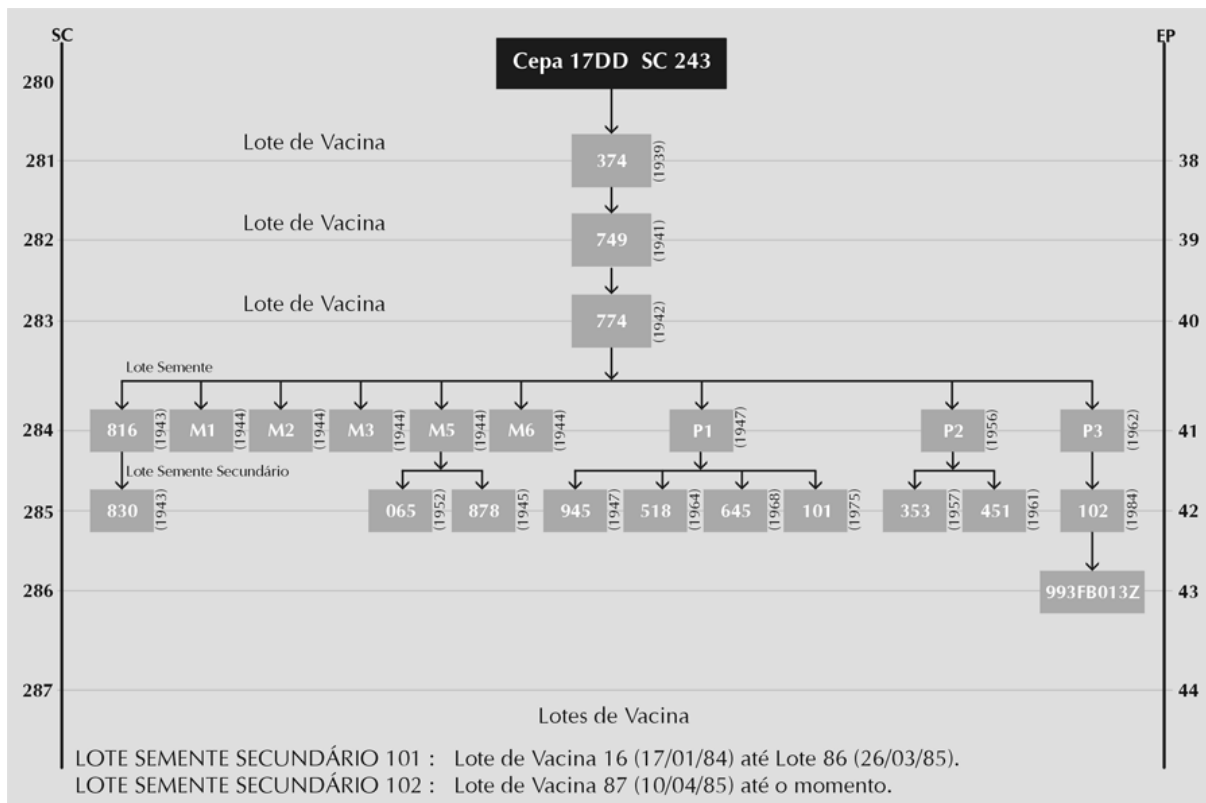 SC
EP
Cepa 17DD SC 243
280
Lote de Vacina
281
374
(1939)
38
Lote de Vacina
282
749
(1941)
39
Lote de Vacina
283
774
(1942)
40
Lote Semente
284
816
(1943)
M1
(1944)
M2
(1944)
M3
(1944)
M5
(1944)
M6
(1944)
P1
(1947)
P2
(1956)
P3
(1962)
41
Lote Semente Secundário
285
830
(1943)
065
(1952)
878
(1945)
945
(1947)
518
(1964)
645
(1968)
101
(1975)
353
(1957)
451
(1961)
102
(1984)
42
286
993FB013Z
43
287
44
Lotes de Vacina
LOTE SEMENTE SECUNDÁRIO 101 : Lote de Vacina 16 (17/01/84) até Lote 86 (26/03/85).
LOTE SEMENTE SECUNDÁRIO 102 : Lote de Vacina 87 (10/04/85) até o momento.